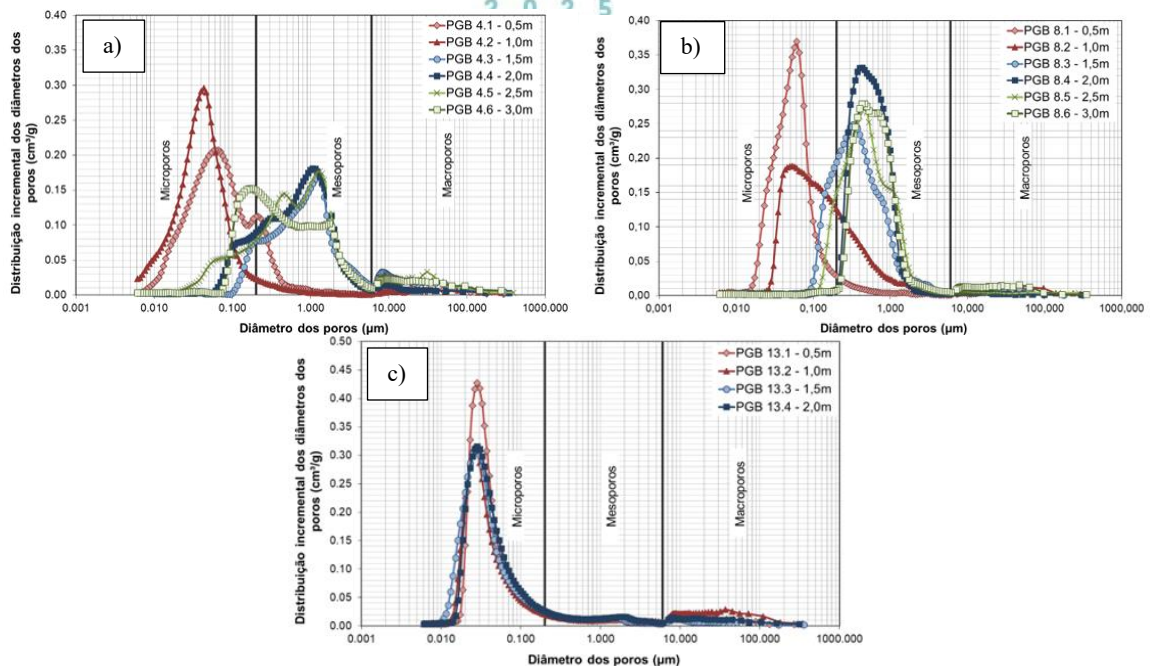 2 0 2 5
a)
PGB 4.1 - 0,5m
PGB 4.2 - 1,0m
PGB 4.3 - 1,5m
PGB 4.4 - 2,0m
PGB 4.5 - 2,5m
PGB 4.6 - 3,0m
Microporos
Mesoporos
Macroporos
Distribuição incremental dos diâmetros dos
poros (cm³/g)
0.40
0.35
0.30
0.25
0.20
0.15
0.10
0.05
0.00
0.001
0.010
0.100
1.000
10.000
100.000
1000.000
Diâmetro dos poros (µm)
b)
PGB 8.1 - 0,5m
PGB 8.2 - 1,0m
PGB 8.3 - 1,5m
PGB 8.4 - 2,0m
PGB 8.5 - 2,5m
PGB 8.6 - 3,0m
Microporos
Mesoporos
Macroporos
Distribuição incremental dos diâmetros dos
poros (cm³/g)
0,40
0,35
0,30
0,25
0,20
0,15
0,10
0,05
0,00
0,001
0,010
0,100
1,000
10,000
100,000
1000,000
Diâmetro dos poros (µm)
c)
PGB 13.1 - 0,5m
PGB 13.2 - 1,0m
PGB 13.3 - 1,5m
PGB 13.4 - 2,0m
Microporos
Mesoporos
Macroporos
Distribuição incremental dos diâmetros dos
poros (cm³/g)
0.50
0.45
0.40
0.35
0.30
0.25
0.20
0.15
0.10
0.05
0.00
0.001
0.010
0.100
1.000
10.000
100.000
1000.000
Diâmetro dos poros (µm)